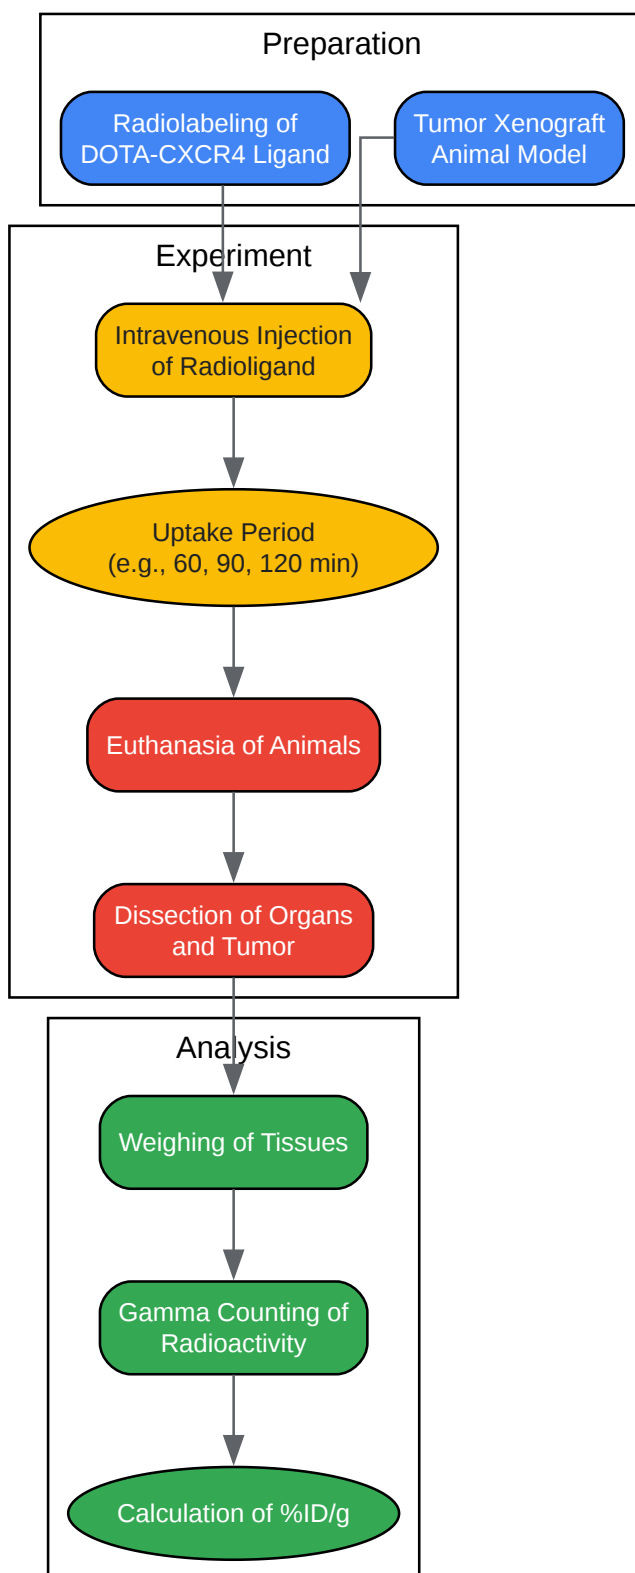 Preparation
Radiolabeling of
DOTA-CXCR4 Ligand
Tumor Xenograft
Animal Model
Experiment
Intravenous Injection
of Radioligand
Uptake Period
(e.g., 60, 90, 120 min)
Euthanasia of Animals
Dissection of Organs
and Tumor
Analysis
Weighing of Tissues
Gamma Counting of
Radioactivity
Calculation of %ID/g